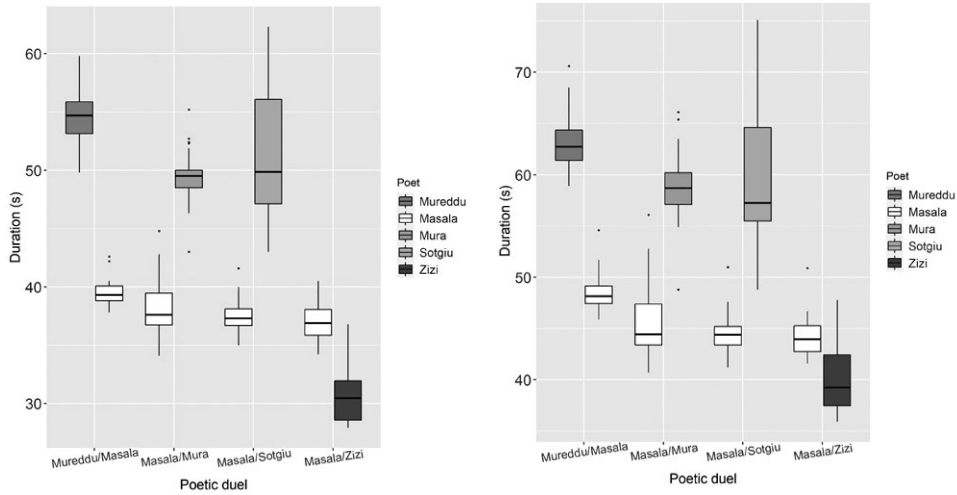 60
50
40
30
Duration (s)
Mureddu/Masala
Masala/Mura
Masala/Sotgiu
Masala/Zizi
Poetic duel
Poet
Mureddu
Masala
Mura
Sotgiu
Zizi
70
60
50
40
Duration (s)
Mureddu/Masala
Masala/Mura
Masala/Sotgiu
Masala/Zizi
Poetic duel
Poet
Mureddu
Masala
Mura
Sotgiu
Zizi